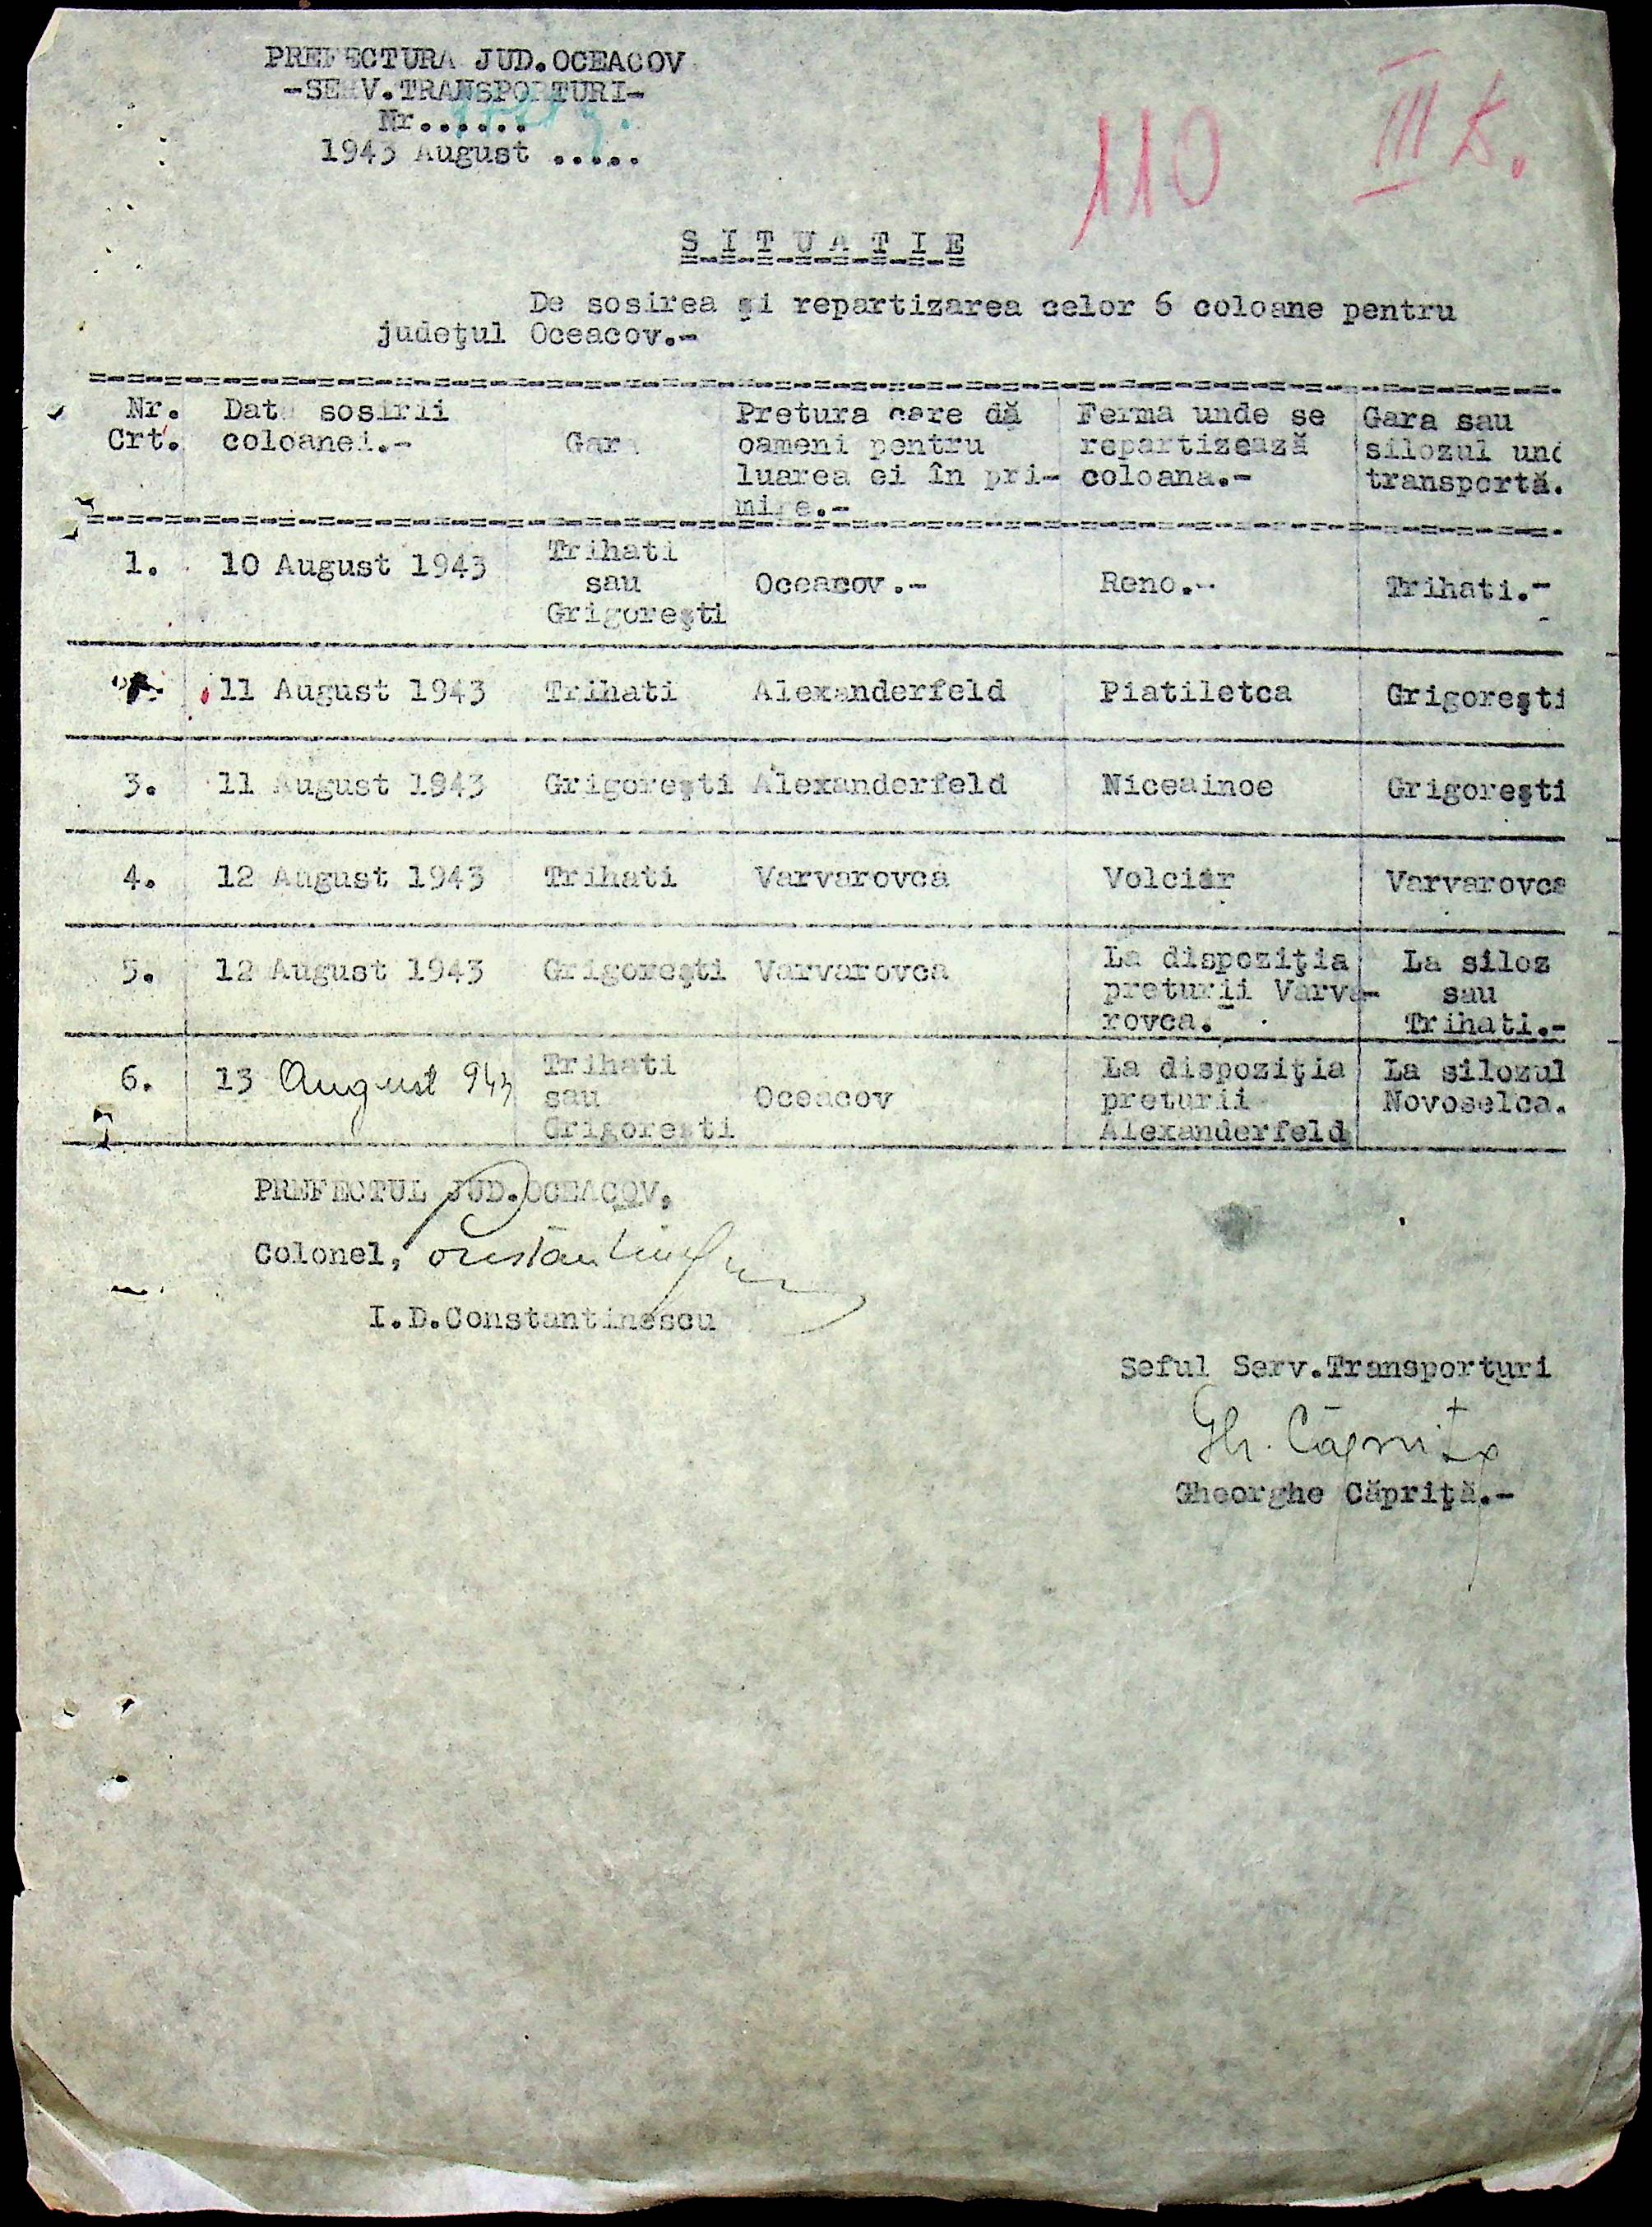 PREFECTURA JUD.OCEACOV
-SERV.TRANSPORTURI-
Nr......
1943 August .....
110
III
S I T U A T I E
De sosirea şi repartizarea celor 6 coloane pentru
judeţul Oceacov.-
Nr. Data sosirii Pretura care dă Ferma unde se Gara sau
Crt. coloanei.- Gara oameni pentru repartizează silozul und
luarea ei în pri- coloana.- transportă.
mire.-
Trihati
1. 10 August 1943 sau Oceacov.- Reno.- Trihati.-
Grigoreşti
11 August 1943 Trihati Alexanderfeld Piatiletca Grigoreşti
3. 11 August 1943 Grigoreşti Alexanderfeld Niceainoe Grigoreşti
4. 12 August 1943 Trihati Varvarovca Varvarovca
La dispoziţia La siloz
5. 12 August 1943 Grigoreşti Varvarovca preturii Varva- sau
rovca. Trihati.-
Trihati La dispoziţia La silozul
6. 13 August 943 sau Oceacov preturii Novoselca.
Grigoreşti Alexanderfeld
PREFECTUL JUD.OCEACOV.
Colonel,
I.D.Constantinescu
Seful Serv.Transporturi
Gh. Căpriţă
Gheorghe Căpriţă.-